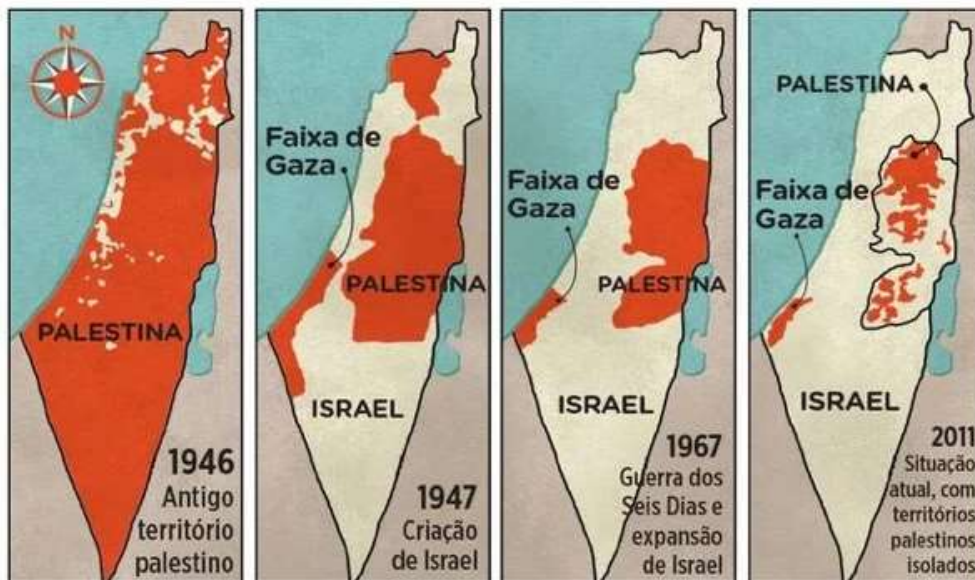 N
PALESTINA
1946
Antigo
território
palestino
Faixa de
Gaza
PALESTINA
ISRAEL
1947
Criação
de Israel
Faixa de
Gaza
PALESTINA
ISRAEL
1967
Guerra dos
Seis Dias e
expansão
de Israel
PALESTINA
Faixa de
Gaza
ISRAEL
2011
Situação
atual, com
territórios
palestinos
isolados